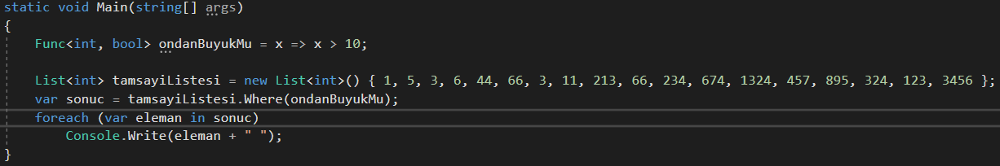 static void Main(string[] args)
{
Func<int, bool> ondanBuyukMu = x => x > 10;
List<int> tamsayiListesi = new List<int>() { 1, 5, 3, 6, 44, 66, 3, 11, 213, 66, 234, 674, 1324, 457, 895, 324, 123, 3456 };
var sonuc = tamsayiListesi.Where(ondanBuyukMu);
foreach (var eleman in sonuc)
Console.Write(eleman + " ");
}